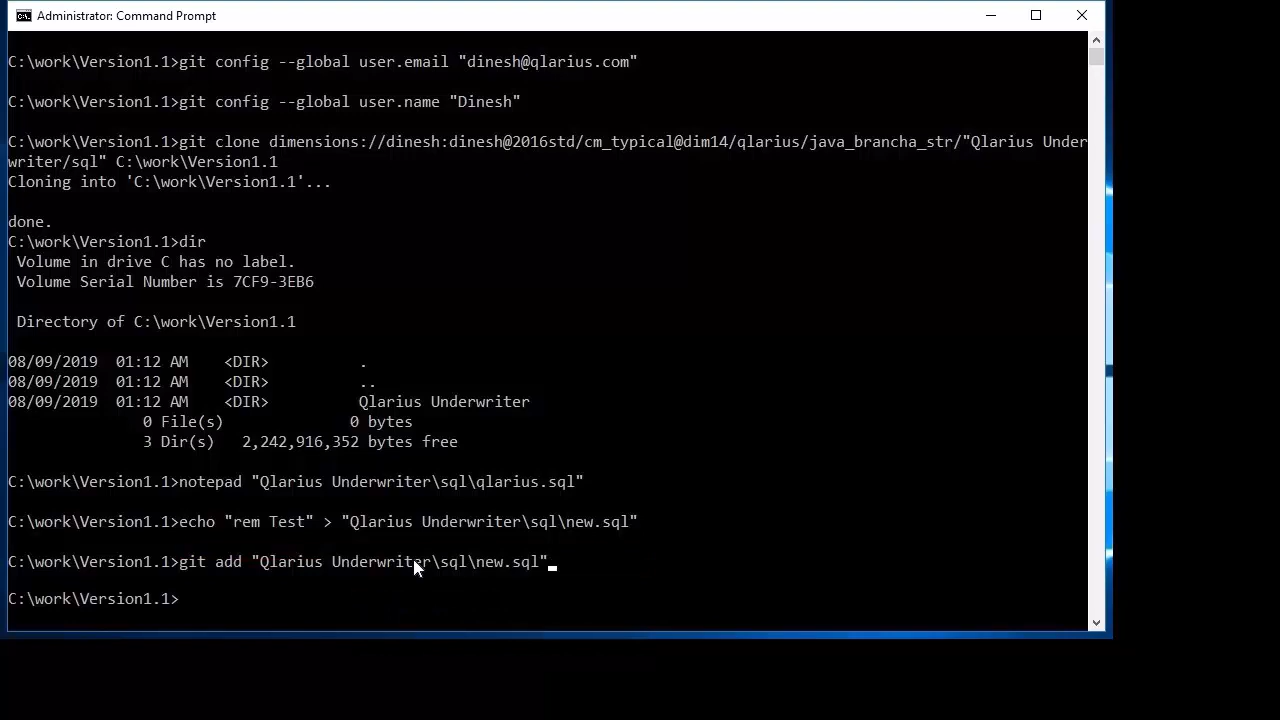 Administrator: Command Prompt
C:\work\Version1.1>git config --global user.email "dinesh@qlarius.com"
C:\work\Version1.1>git config --global user.name "Dinesh"
C:\work\Version1.1>git clone dimensions://dinesh:dinesh@2016std/cm_typical@dim14/qlarius/java_brancha_str/"Qlarius Under
writer/sql" C:\work\Version1.1
Cloning into 'C:\work\Version1.1'...
done.
C:\work\Version1.1>dir
Volume in drive C has no label.
Volume Serial Number is 7CF9-3EB6
Directory of C:\work\Version1.1
08/09/2019  01:12 AM    <DIR>          .
08/09/2019  01:12 AM    <DIR>          ..
08/09/2019  01:12 AM    <DIR>          Qlarius Underwriter
0 File(s)              0 bytes
3 Dir(s)   2,242,916,352 bytes free
C:\work\Version1.1>notepad "Qlarius Underwriter\sql\qlarius.sql"
C:\work\Version1.1>echo "rem Test" > "Qlarius Underwriter\sql\new.sql"
C:\work\Version1.1>git add "Qlarius Underwriter\sql\new.sql"
C:\work\Version1.1>